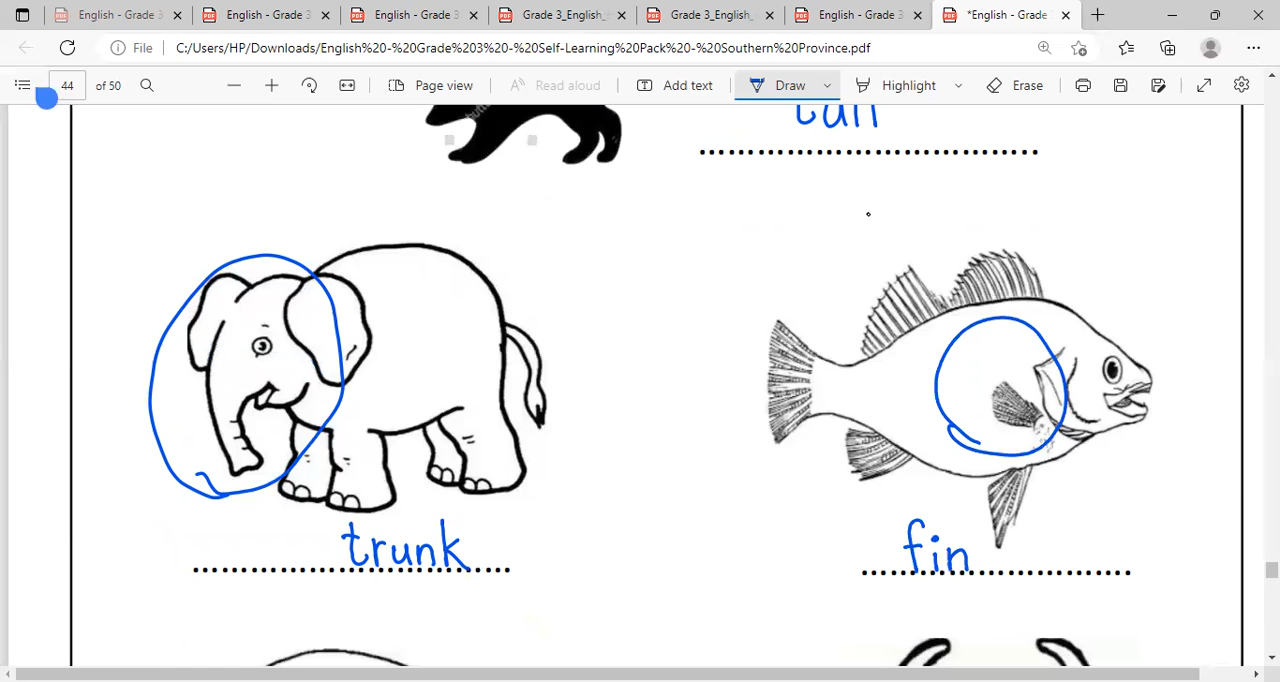 English - Grade 3
English - Grade 3
English - Grade 3
Grade 3_English_
Grade 3_English_
English - Grade 3
*English - Grade
File
C:/Users/HP/Downloads/English%20-%20Grade%203%20-%20Self-Learning%20Pack%20-%20Southern%20Province.pdf
44 of 50
Page view
Read aloud
Add text
Draw
Highlight
Erase
tail
trunk
fin